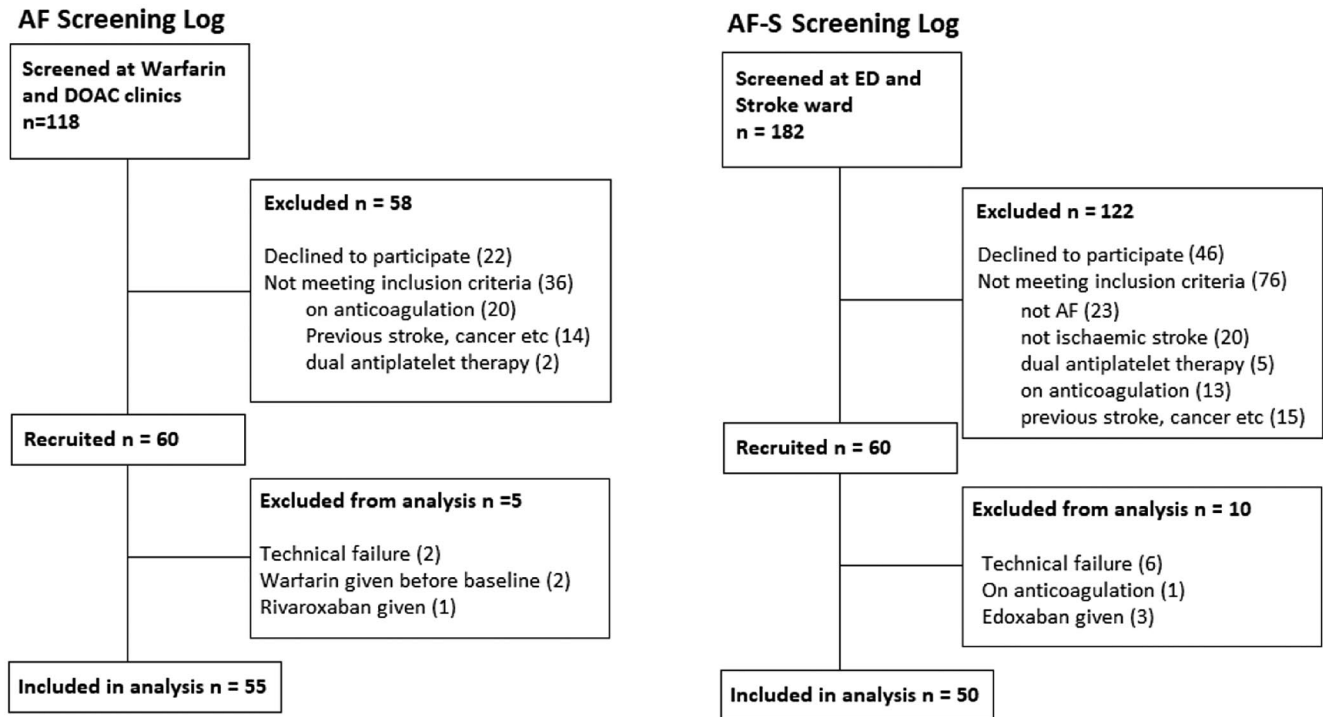 AF Screening Log
Screened at Warfarin
and DOAC clinics
n=118
Excluded n = 58
Declined to participate (22)
Not meeting inclusion criteria (36)
on anticoagulation (20)
Previous stroke, cancer etc (14)
dual antiplatelet therapy (2)
Recruited n = 60
Excluded from analysis n =5
Technical failure (2)
Warfarin given before baseline (2)
Rivaroxaban given (1)
Included in analysis n = 55
AF-S Screening Log
Screened at ED and
Stroke ward
n = 182
Excluded n = 122
Declined to participate (46)
Not meeting inclusion criteria (76)
not AF (23)
not ischaemic stroke (20)
dual antiplatelet therapy (5)
on anticoagulation (13)
previous stroke, cancer etc (15)
Recruited n = 60
Excluded from analysis n = 10
Technical failure (6)
On anticoagulation (1)
Edoxaban given (3)
Included in analysis n = 50